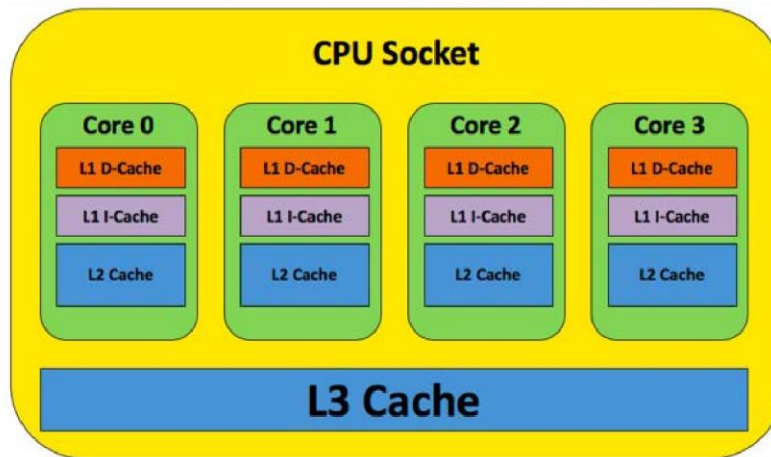 CPU Socket
Core 0
L1 D-Cache
L1 I-Cache
L2 Cache
Core 1
L1 D-Cache
L1 I-Cache
L2 Cache
Core 2
L1 D-Cache
L1 I-Cache
L2 Cache
Core 3
L1 D-Cache
L1 I-Cache
L2 Cache
L3 Cache